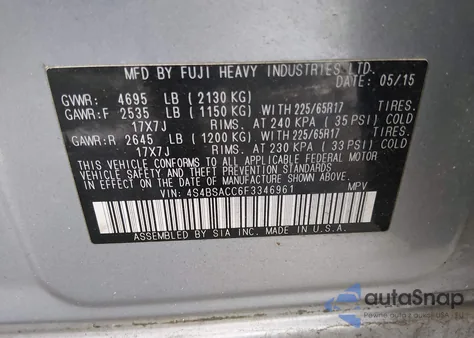 MFD BY FUJI HEAVY INDUSTRIES LTD.
DATE: 05/15
GVWR: 4695 LB (2130 KG)
GAWR:F 2535 LB (1150 KG) WITH 225/65R17 TIRES.
17X7J RIMS. AT 240 KPA (35 PSI) COLD
GAWR:R 2645 LB (1200 KG) WITH 225/65R17 TIRES.
17X7J RIMS. AT 230 KPA (33 PSI) COLD
THIS VEHICLE CONFORMS TO ALL APPLICABLE FEDERAL MOTOR
VEHICLE SAFETY, BUMPER, AND THEFT PREVENTION STANDARDS
IN EFFECT ON THE DATE OF MANUFACTURE SHOWN ABOVE.
VIN: 4S4BSACC6F3346961 MPV
ASSEMBLED BY SIA INC. MADE IN U.S.A.
autoSnap